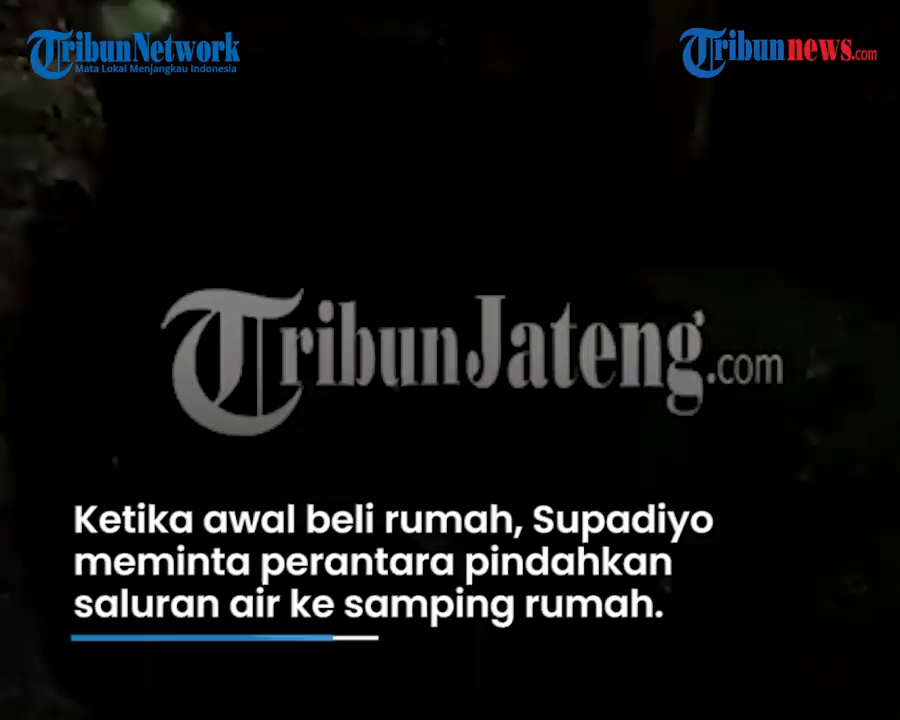 TribunNetwork
Mata Lokal Menjangkau Indonesia
Tribunnews.com
TribunJateng.com
Ketika awal beli rumah, Supadiyo
meminta perantara pindahkan
saluran air ke samping rumah.